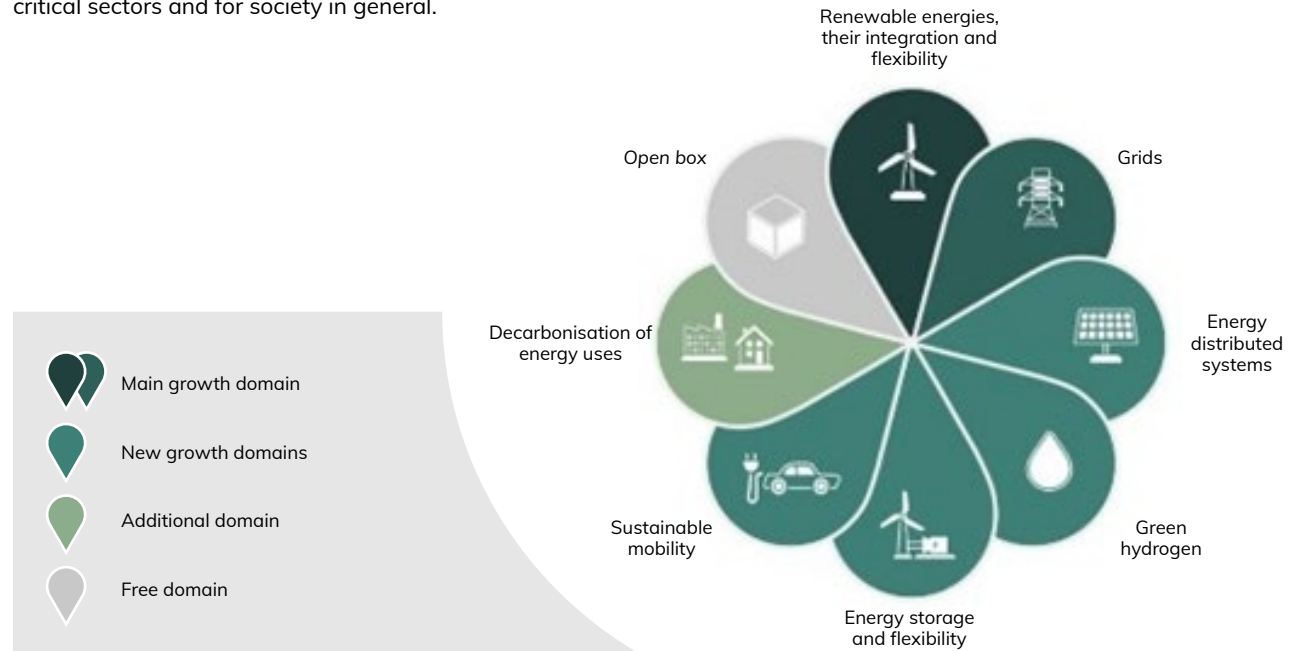 critical sectors and for society in general.
Renewable energies,
their integration and
flexibility
Open box
Grids
Decarbonisation of
energy uses
Energy
distributed
systems
Main growth domain
New growth domains
Additional domain
Free domain
Sustainable
mobility
Green
hydrogen
Energy storage
and flexibility